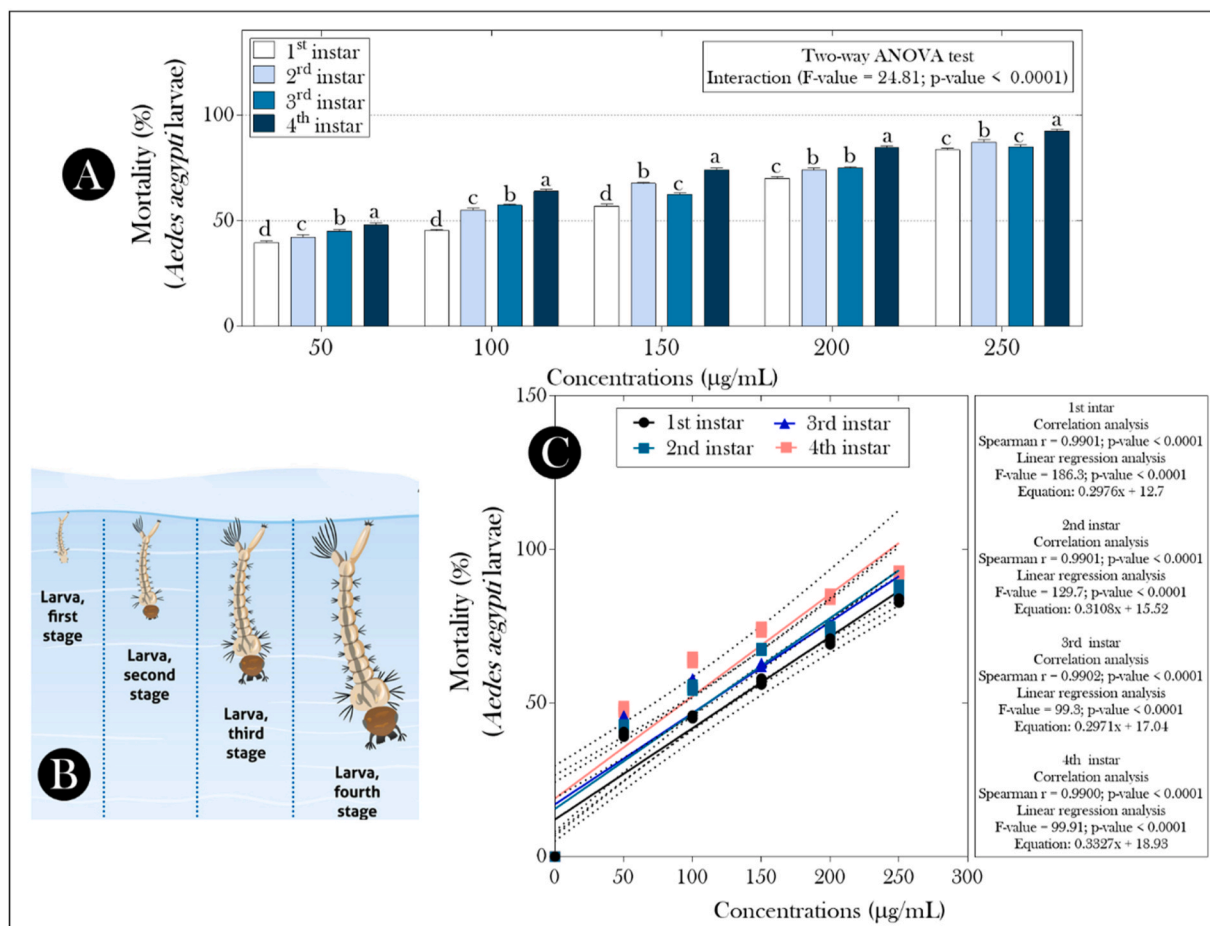 1st instar
2rd instar
3rd instar
4th instar
Two-way ANOVA test
Interaction (F-value = 24.81; p-value < 0.0001)
A
Mortality (%)
(Aedes aegypti larvae)
100
50
0
d c b a
d c b a
d b c a
c b b a
c b c a
50 100 150 200 250
Concentrations (µg/mL)
B
Larva,
first
stage
Larva,
second
stage
Larva,
third
stage
Larva,
fourth
stage
C
1st instar
2nd instar
3rd instar
4th instar
Mortality (%)
(Aedes aegypti larvae)
150
100
50
0
0 50 100 150 200 250 300
Concentrations (µg/mL)
1st intar
Correlation analysis
Spearman r = 0.9901; p-value < 0.0001
Linear regression analysis
F-value = 186.3; p-value < 0.0001
Equation: 0.2976x + 12.7
2nd instar
Correlation analysis
Spearman r = 0.9901; p-value < 0.0001
Linear regression analysis
F-value = 129.7; p-value < 0.0001
Equation: 0.3108x + 15.52
3rd instar
Correlation analysis
Spearman r = 0.9902; p-value < 0.0001
Linear regression analysis
F-value = 99.3; p-value < 0.0001
Equation: 0.2971x + 17.04
4th instar
Correlation analysis
Spearman r = 0.9900; p-value < 0.0001
Linear regression analysis
F-value = 99.91; p-value < 0.0001
Equation: 0.3327x + 18.93